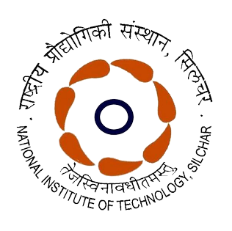 · राष्ट्रीय प्रौद्योगिकी संस्थान, सिलचर ·
तेजस्विनावधीतमस्तु
NATIONAL INSTITUTE OF TECHNOLOGY, SILCHAR